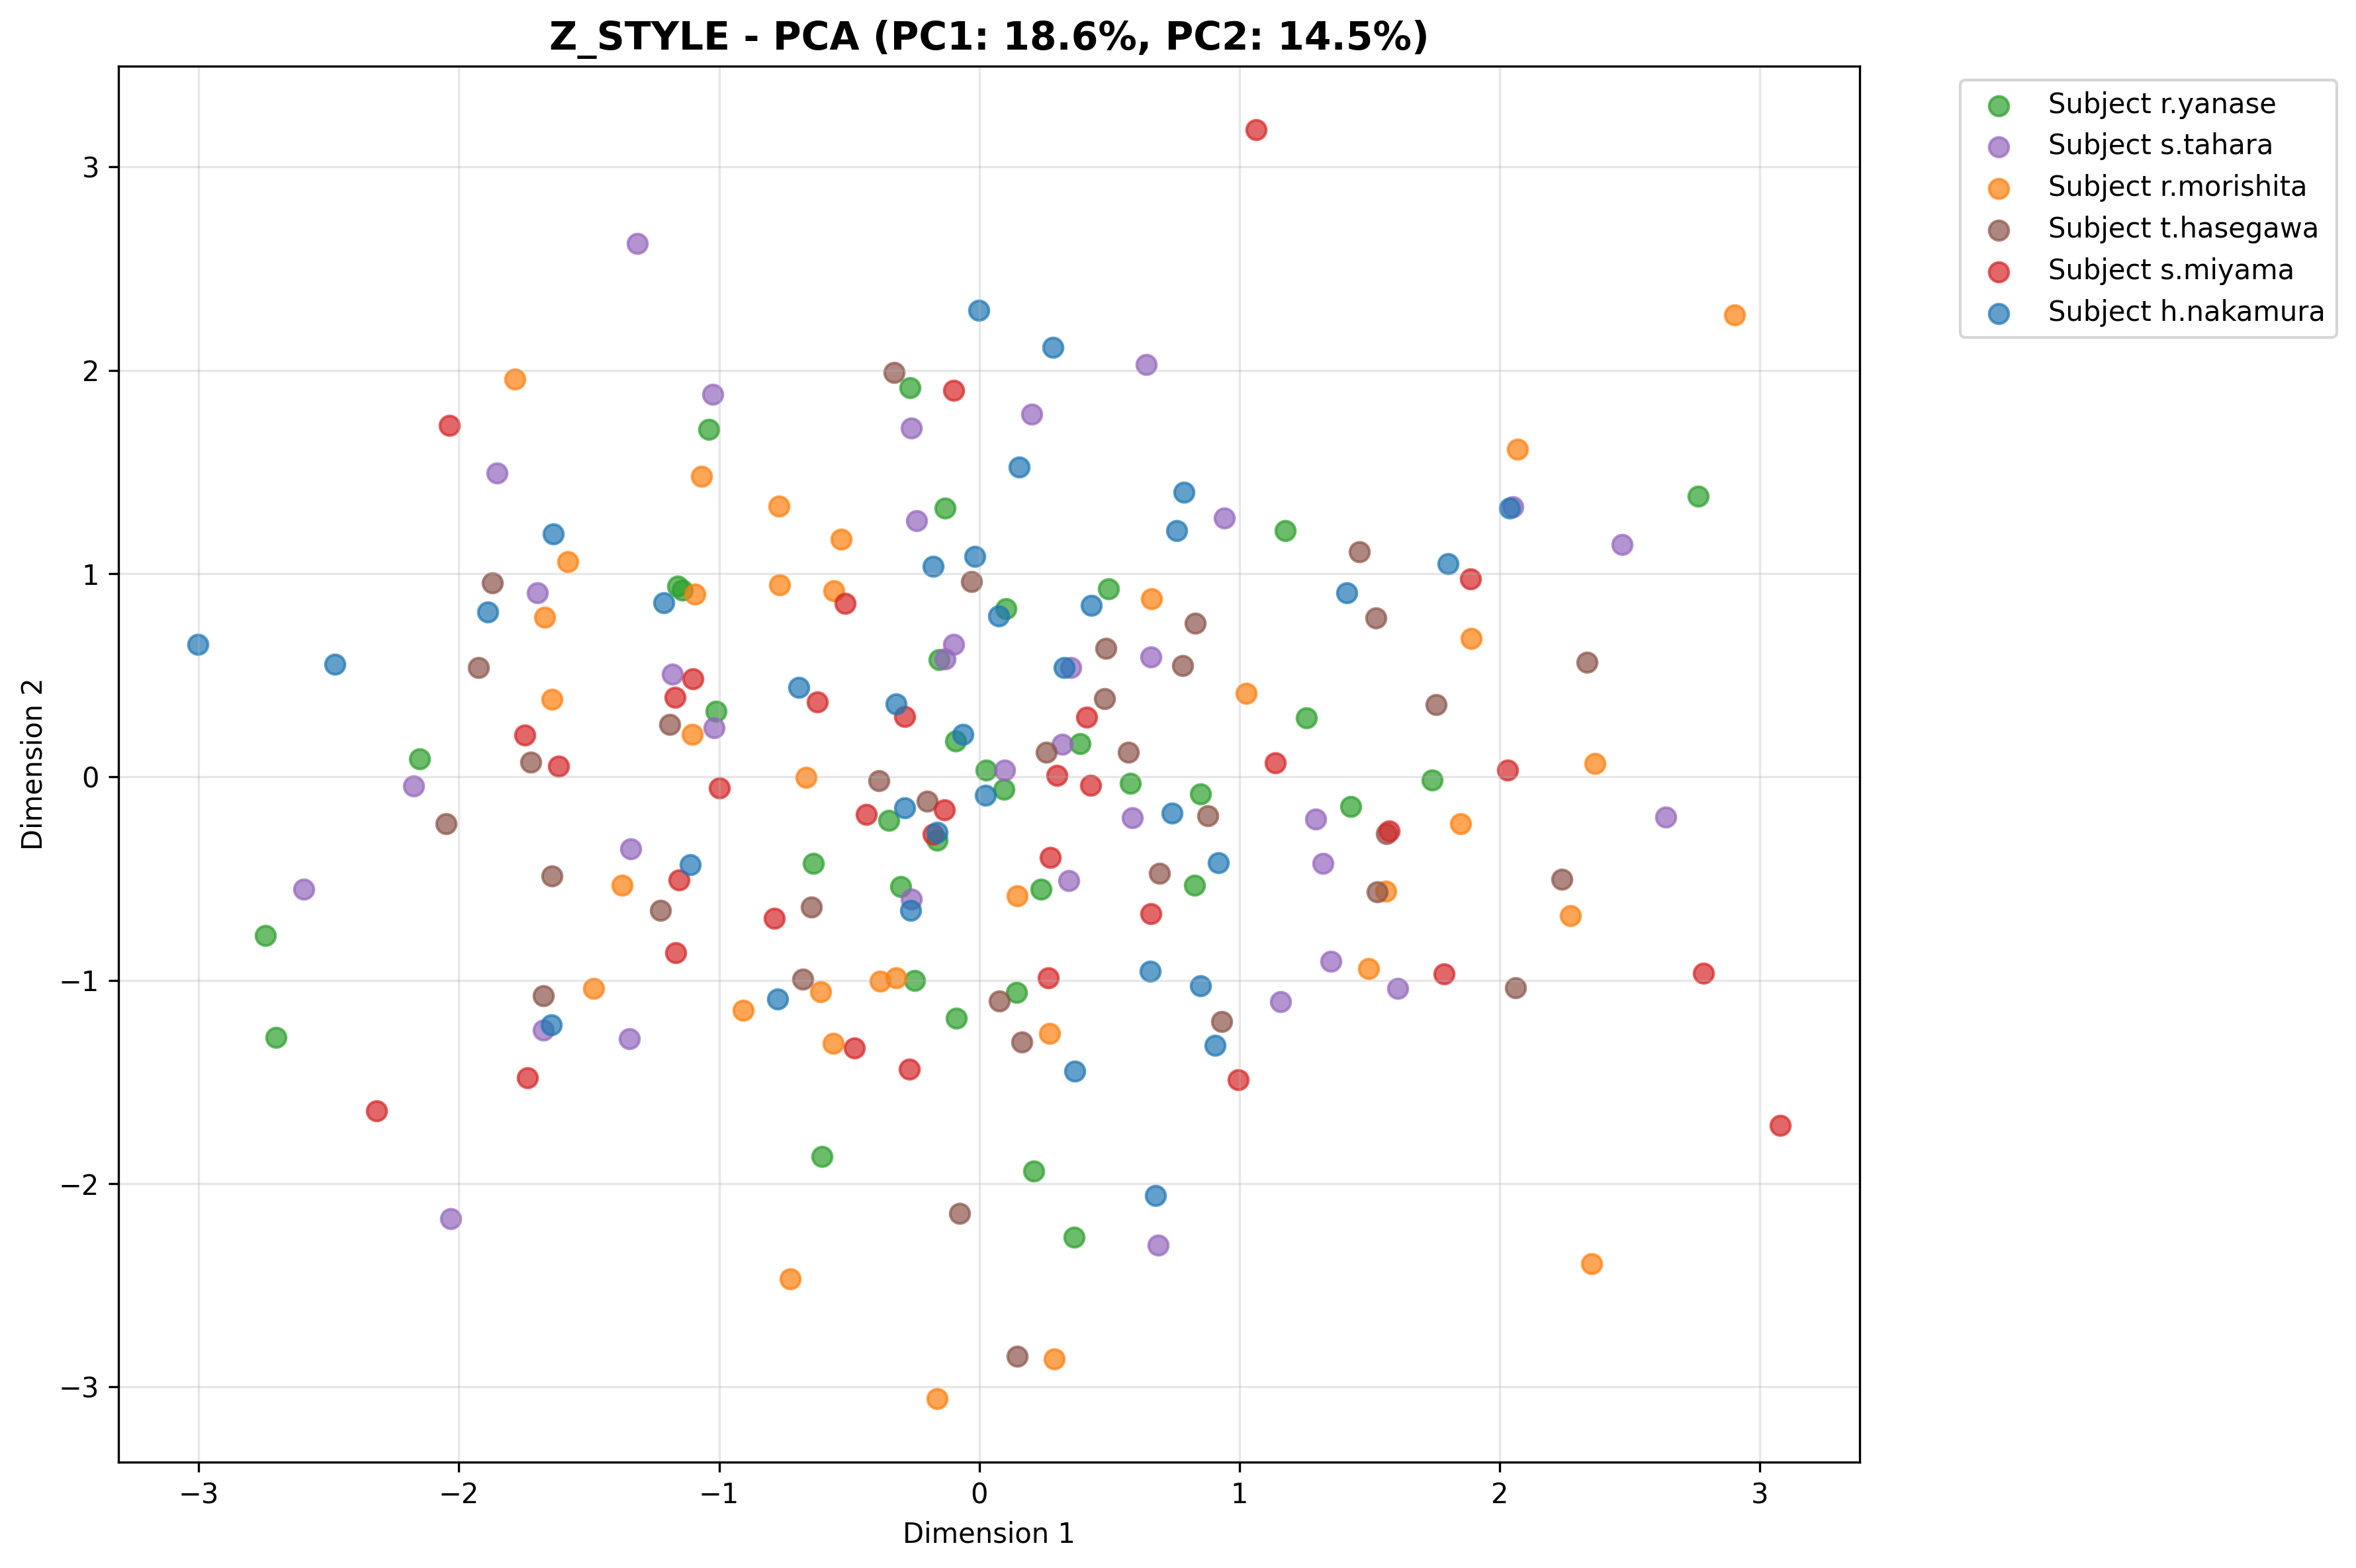 Z_STYLE - PCA (PC1: 18.6%, PC2: 14.5%)
Subject r.yanase
Subject s.tahara
Subject r.morishita
Subject t.hasegawa
Subject s.miyama
Subject h.nakamura
Dimension 2
3
2
1
0
−1
−2
−3
−3
−2
−1
0
1
2
3
Dimension 1